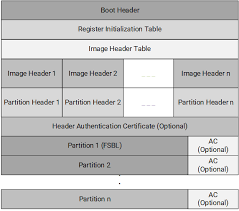 Boot Header
Register Initialization Table
Image Header Table
Image Header 1 Image Header 2 Image Header n
Partition Header 1 Partition Header 2 Partition Header n
Header Authentication Certificate (Optional)
Partition 1 (FSBL) AC (Optional)
Partition 2 AC (Optional)
Partition n AC (Optional)